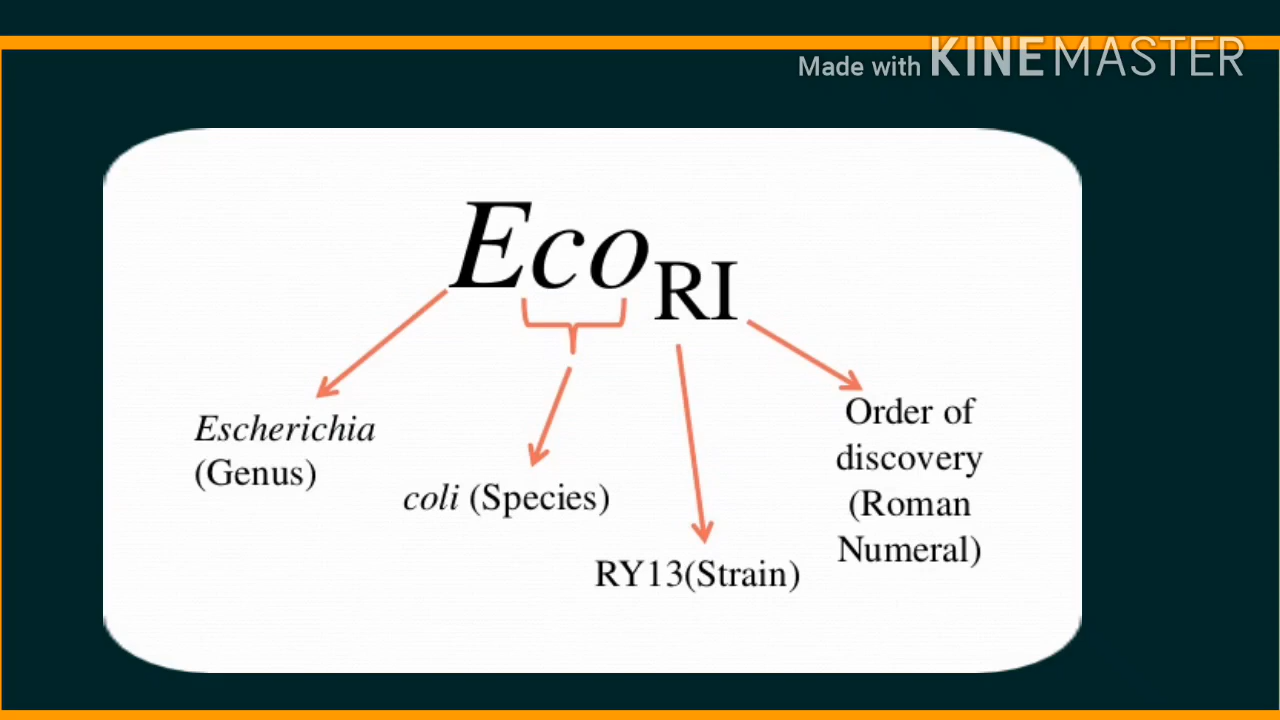 Made with KINEMASTER
EcoRI
Escherichia
(Genus)
coli (Species)
RY13(Strain)
Order of
discovery
(Roman
Numeral)